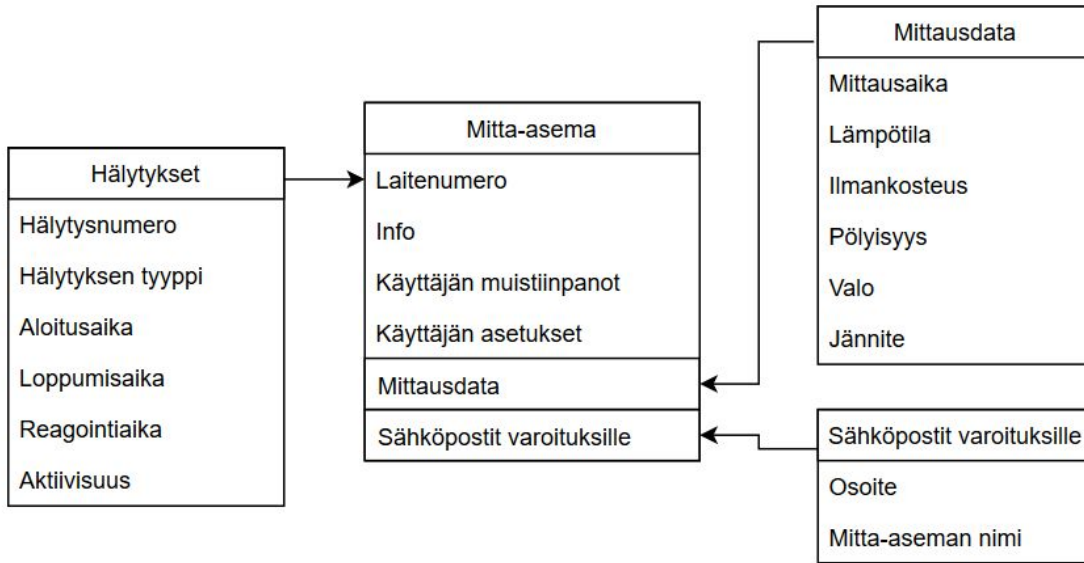 Hälytykset
Hälytysnumero
Hälytyksen tyyppi
Aloitusaika
Loppumisaika
Reagointiaika
Aktiivisuus
Mitta-asema
Laitenumero
Info
Käyttäjän muistiinpanot
Käyttäjän asetukset
Mittausdata
Sähköpostit varoituksille
Mittausdata
Mittausaika
Lämpötila
Ilmankosteus
Pölyisyys
Valo
Jännite
Sähköpostit varoituksille
Osoite
Mitta-aseman nimi